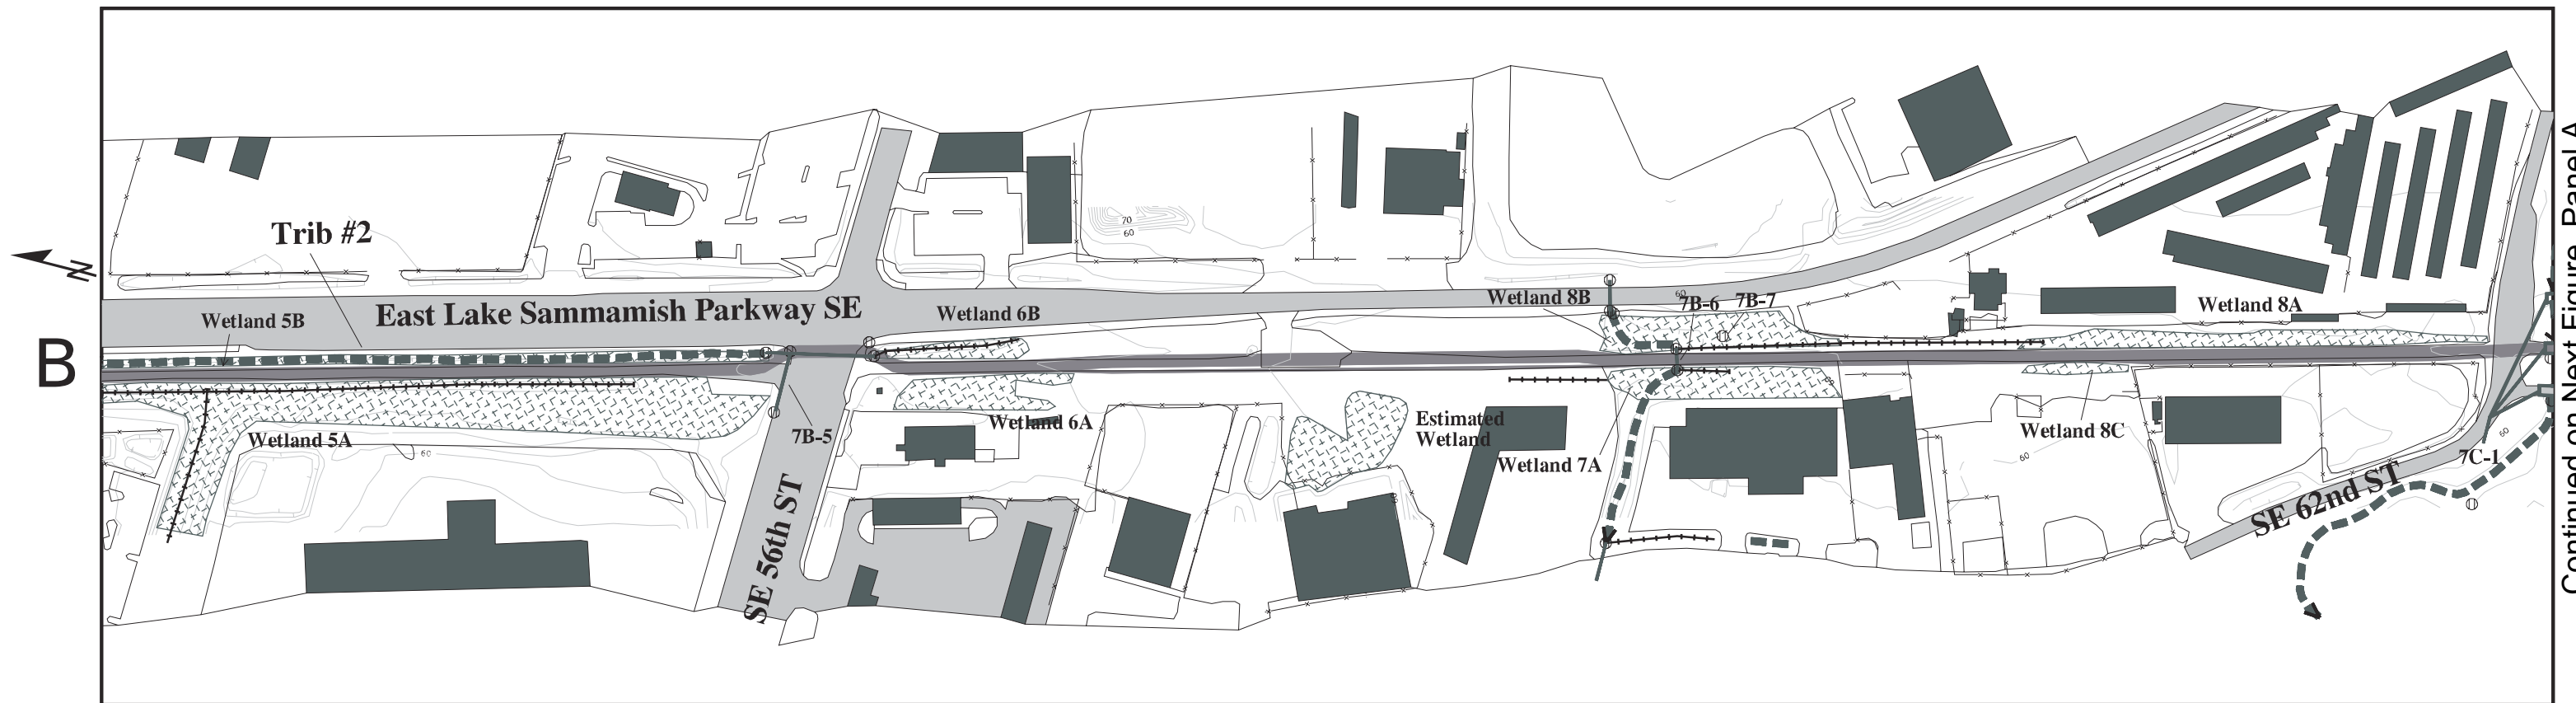 Trib #2
70
60
N
East Lake Sammamish Parkway SE
Wetland 5B
Wetland 6B
Wetland 8B
60
7B-6
7B-7
Wetland 8A
B
Wetland 5A
60
7B-5
Wetland 6A
Estimated
Wetland
Wetland 7A
Wetland 8C
60
7C-1
60
SE 56th ST
SE 62nd ST
Continued on Next Figure, Panel A